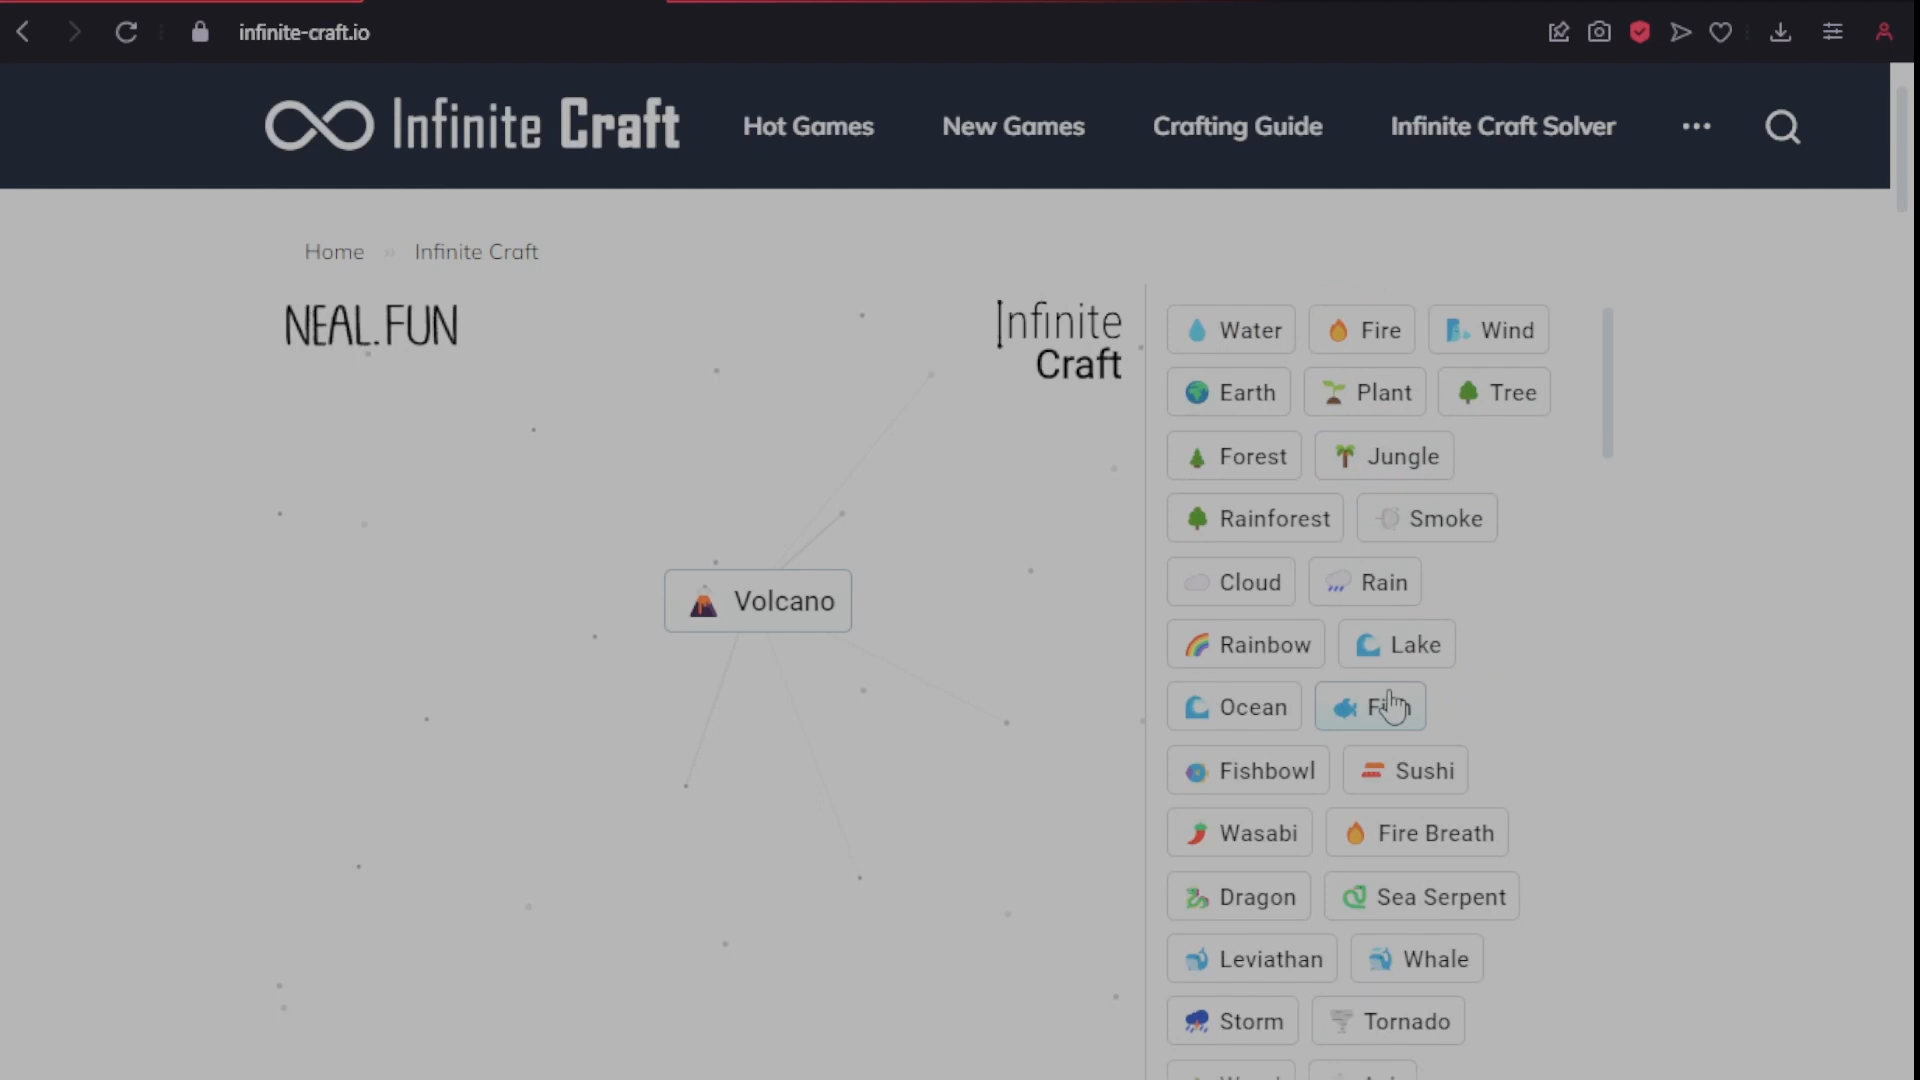 infinite-craft.io
Infinite Craft
Hot Games
New Games
Crafting Guide
Infinite Craft Solver
Home » Infinite Craft
NEAL.FUN
Infinite
Craft
Volcano
Water
Fire
Wind
Earth
Plant
Tree
Forest
Jungle
Rainforest
Smoke
Cloud
Rain
Rainbow
Lake
Ocean
Fishbowl
Sushi
Wasabi
Fire Breath
Dragon
Sea Serpent
Leviathan
Whale
Storm
Tornado